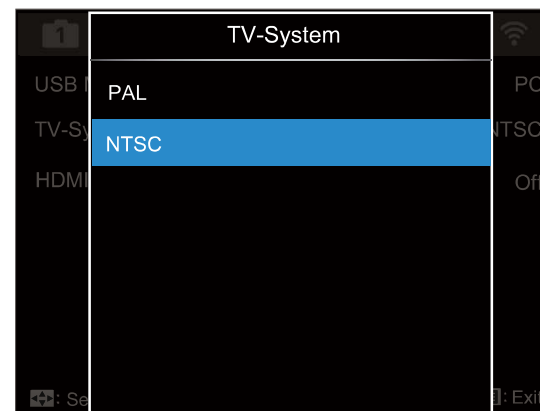 1
TV-System
USB
PC
PAL
TV-Sy
NTSC
NTSC
HDMI
Off
: Se
: Exit